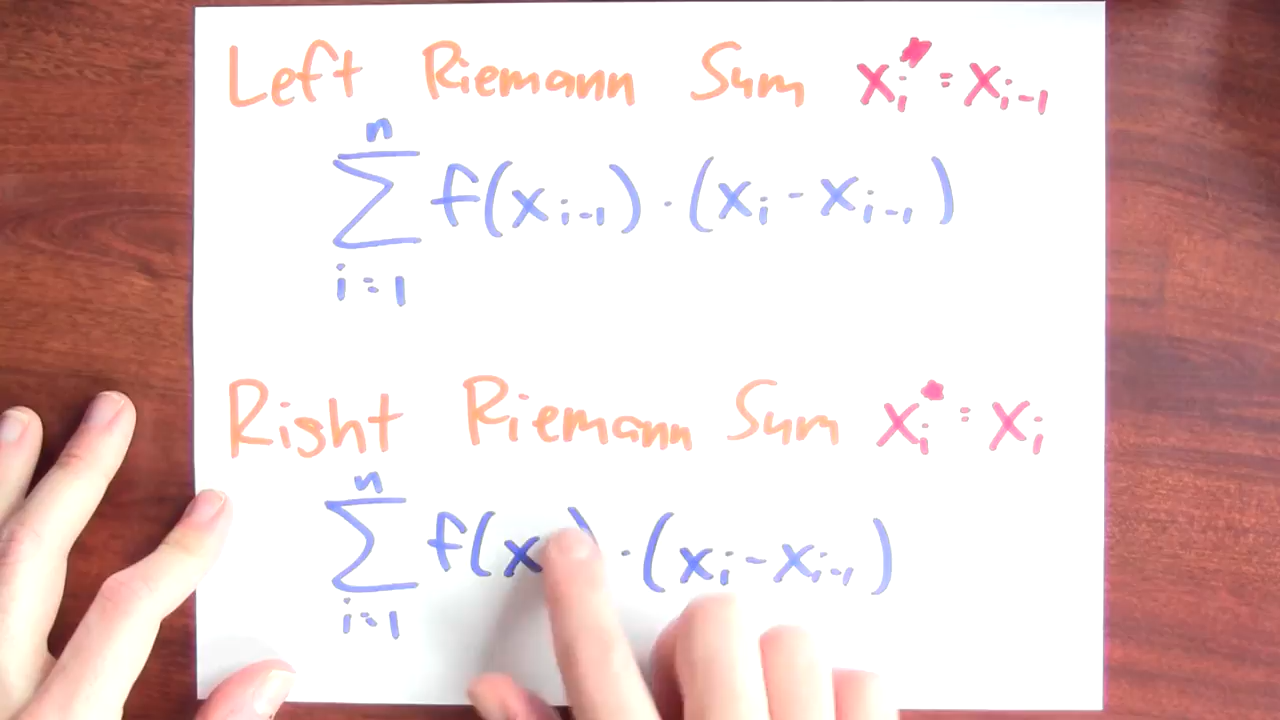 Left Riemann Sum xᵢ* = xᵢ₋₁
n
∑ f(xᵢ₋₁) · (xᵢ - xᵢ₋₁)
i=1
Right Riemann Sum xᵢ* = xᵢ
n
∑ f(x ) · (xᵢ - xᵢ₋₁)
i=1